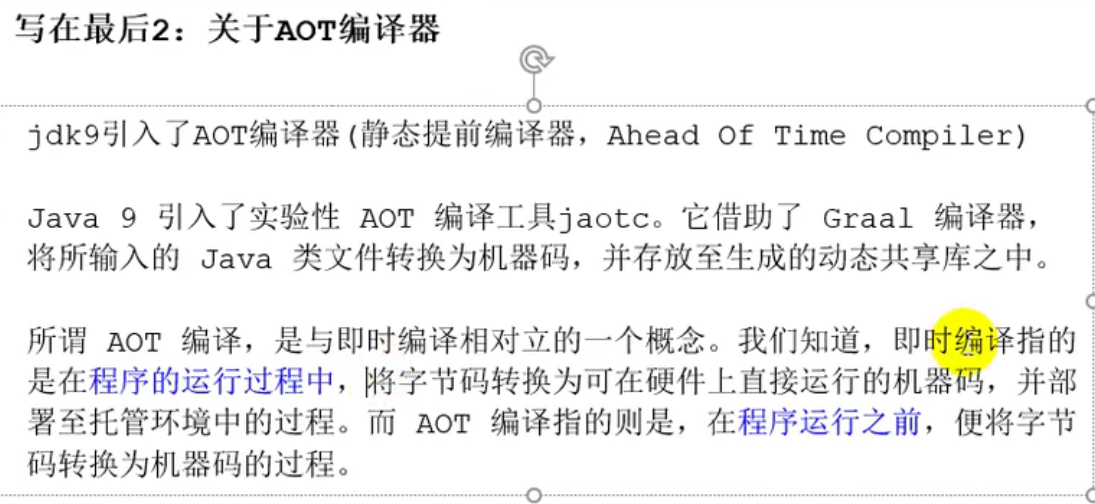 写在最后2：关于AOT编译器
jdk9引入了AOT编译器(静态提前编译器，Ahead Of Time Compiler)
Java 9 引入了实验性 AOT 编译工具jaotc。它借助了 Graal 编译器，
将所输入的 Java 类文件转换为机器码，并存放至生成的动态共享库之中。
所谓 AOT 编译，是与即时编译相对立的一个概念。我们知道，即时编译指的
是在程序的运行过程中，将字节码转换为可在硬件上直接运行的机器码，并部
署至托管环境中的过程。而 AOT 编译指的则是，在程序运行之前，便将字节
码转换为机器码的过程。